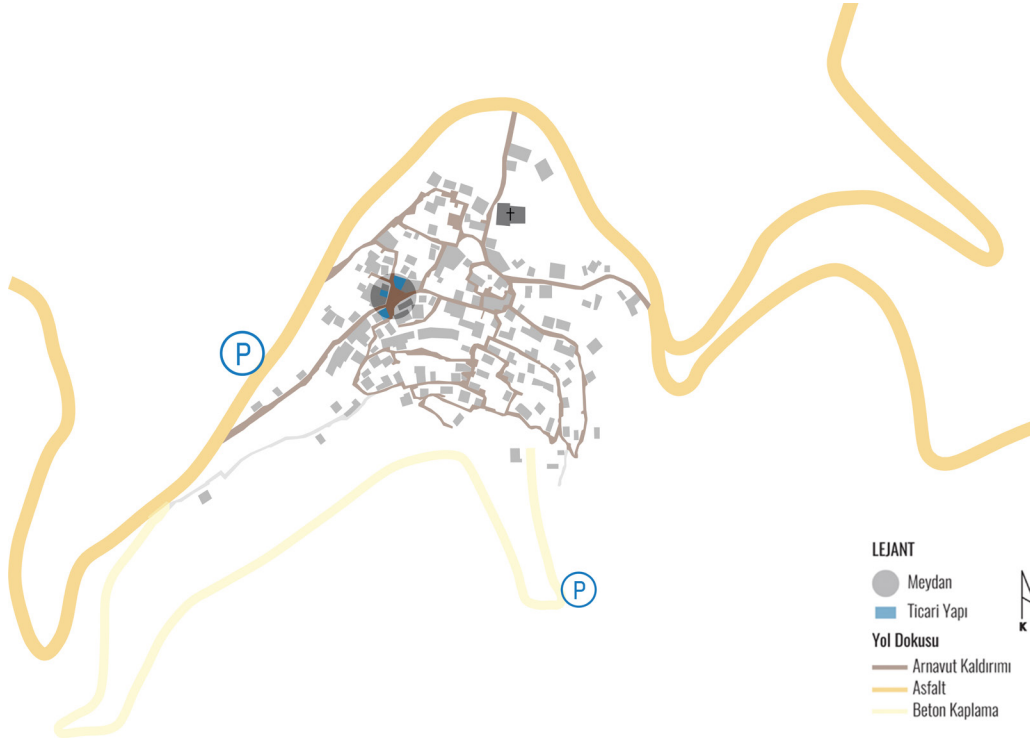 P
P
LEJANT
Meydan
Ticari Yapı
Yol Dokusu
Arnavut Kaldırımı
Asfalt
Beton Kaplama
K